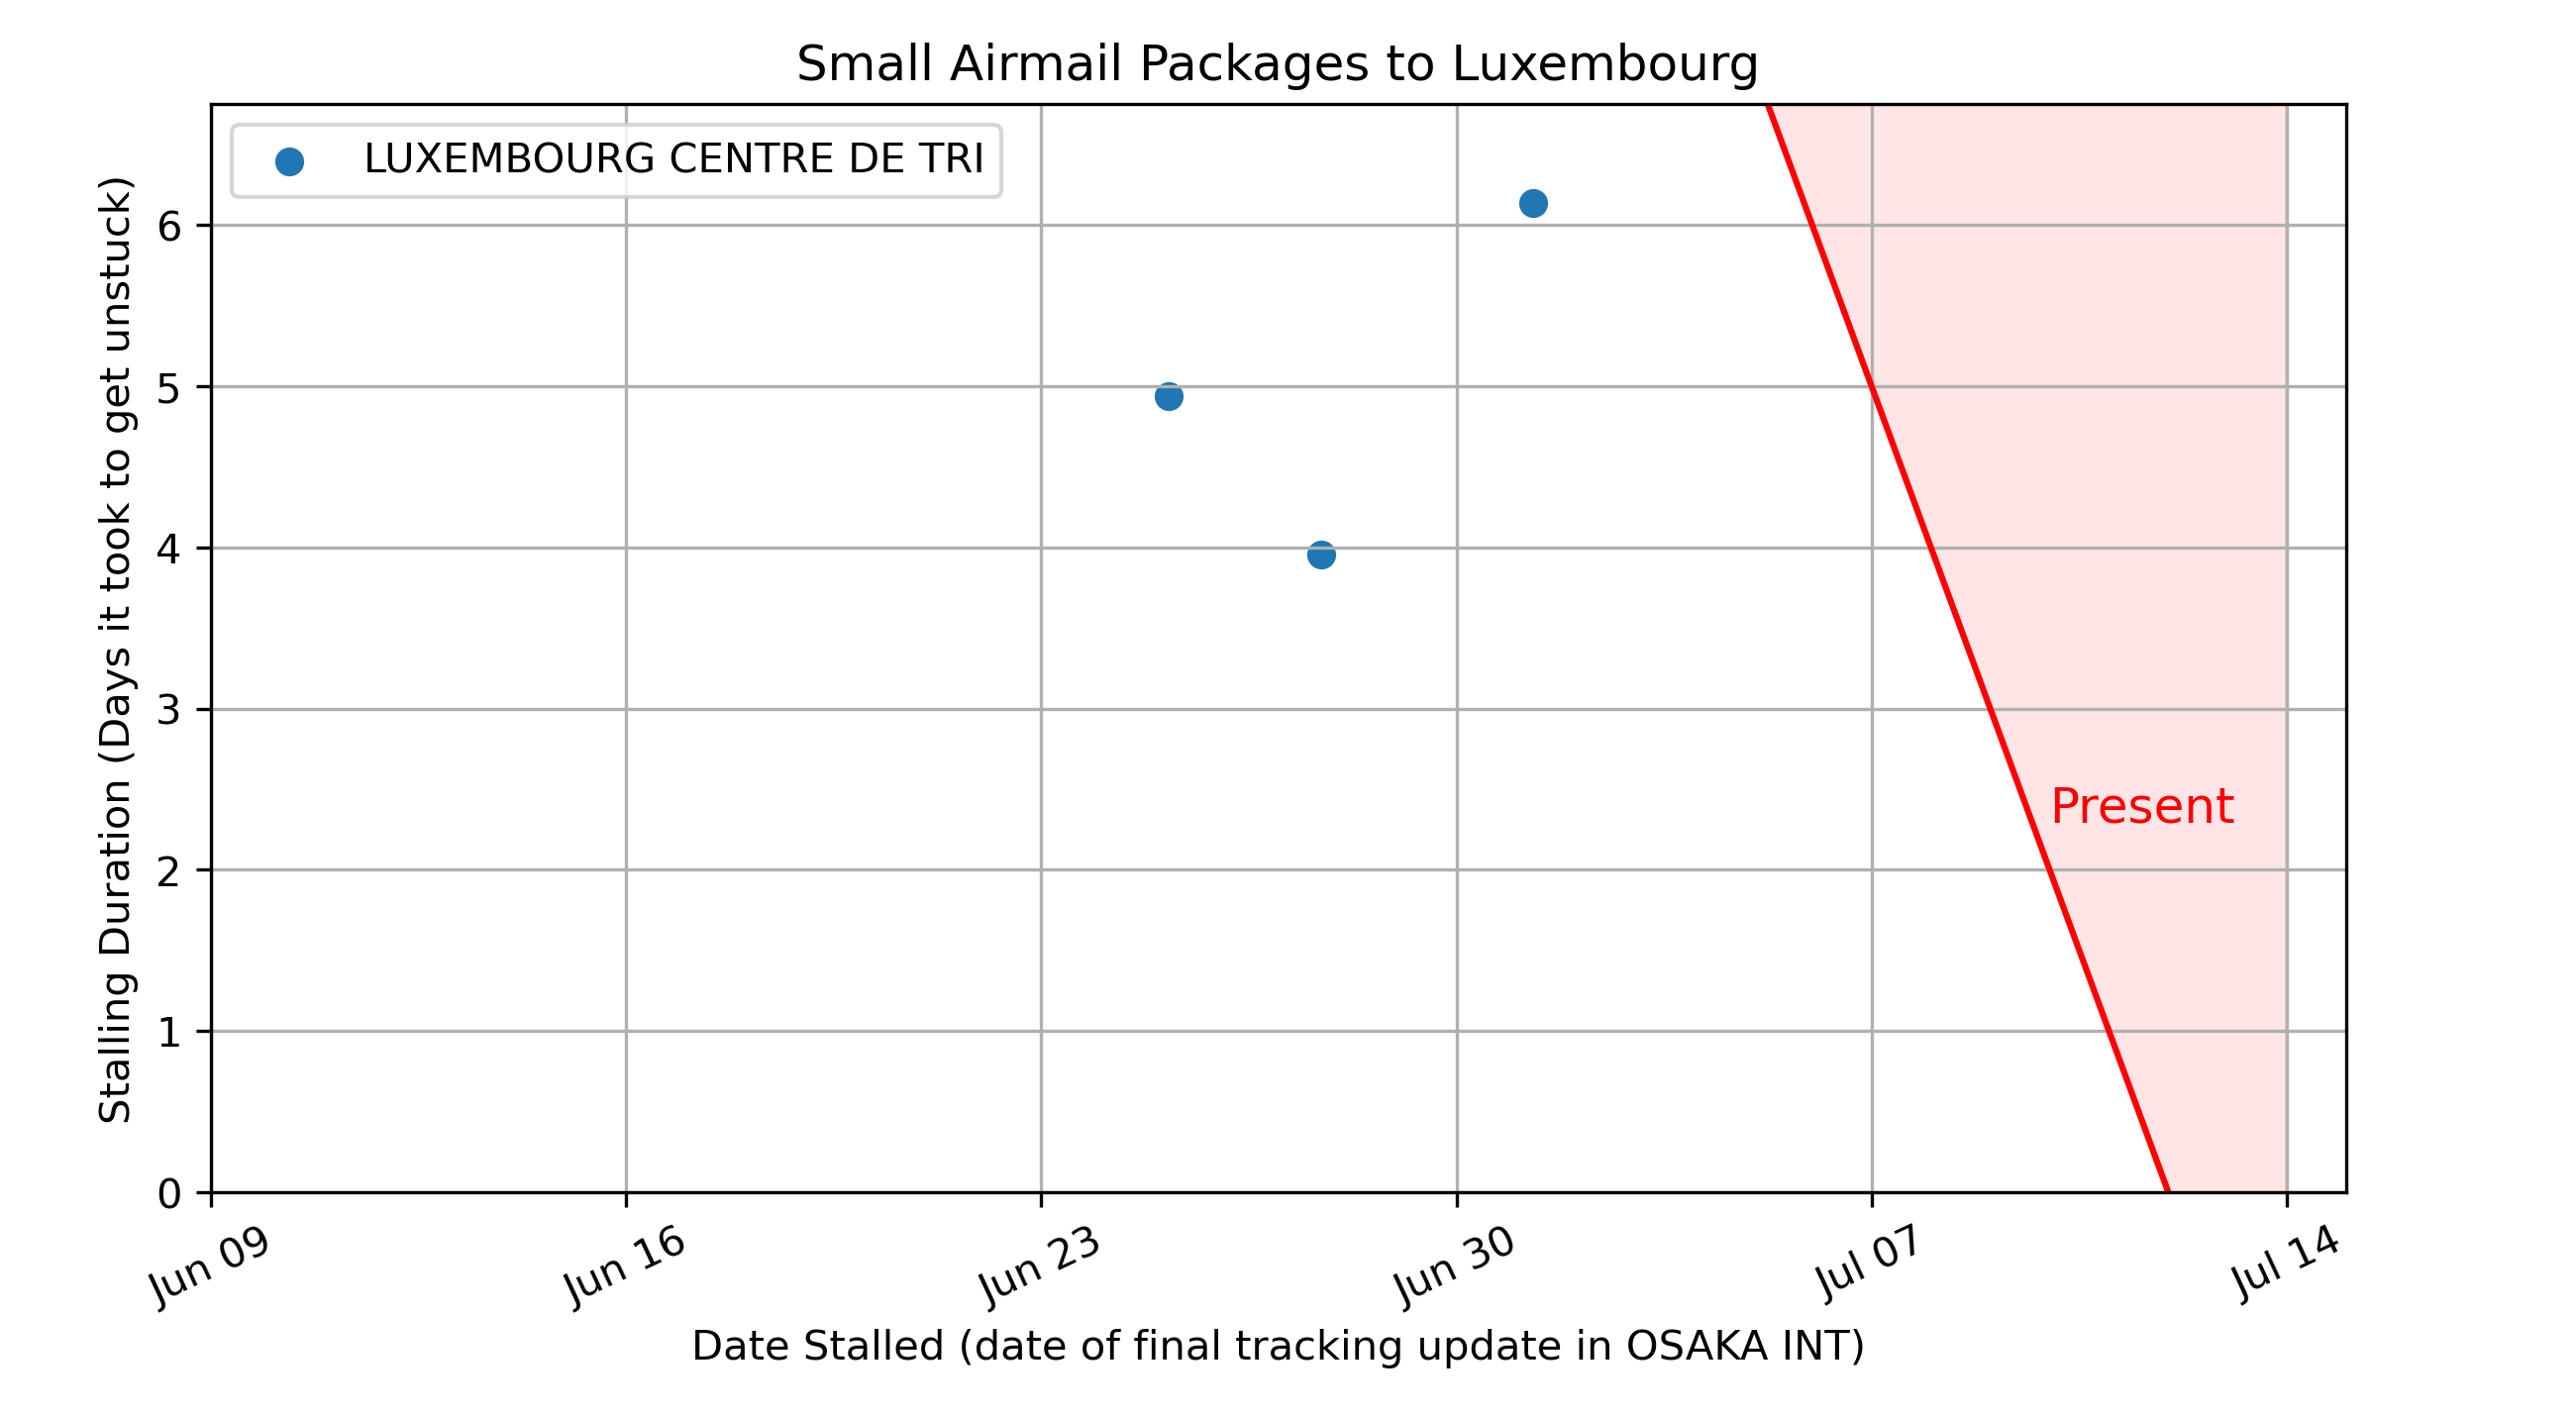 Small Airmail Packages to Luxembourg
LUXEMBOURG CENTRE DE TRI
Stalling Duration (Days it took to get unstuck)
6
5
4
3
2
1
0
Present
Jun 09
Jun 16
Jun 23
Jun 30
Jul 07
Jul 14
Date Stalled (date of final tracking update in OSAKA INT)